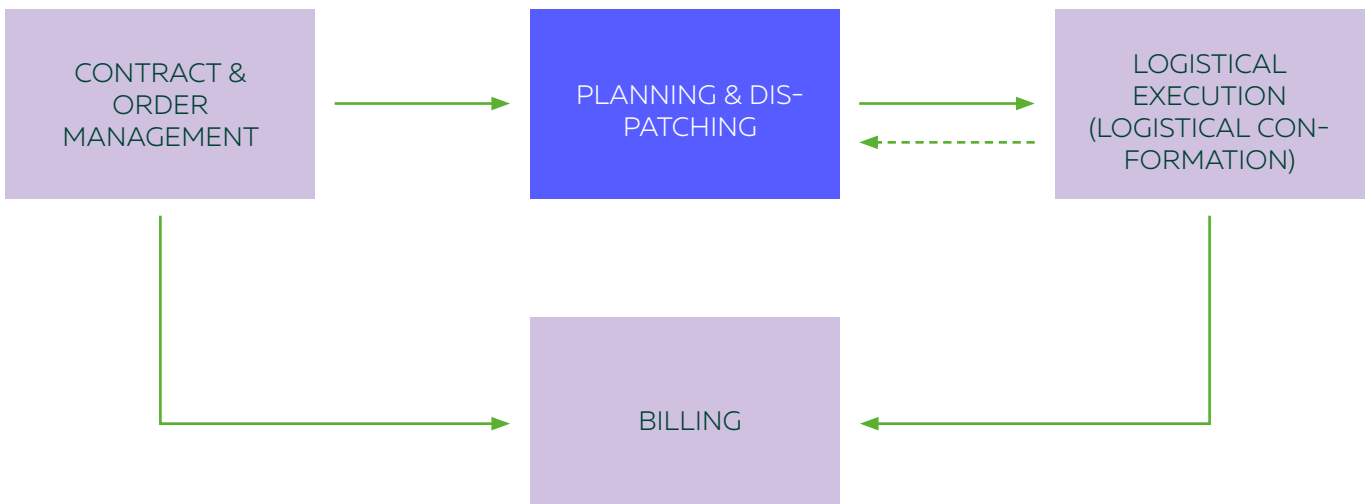 CONTRACT &
ORDER
MANAGEMENT
PLANNING & DIS-
PATCHING
LOGISTICAL
EXECUTION
(LOGISTICAL CON-
FORMATION)
BILLING